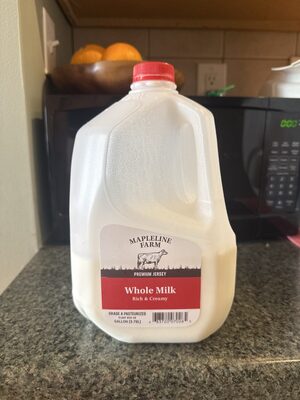 MAPLELINE
FARM
PREMIUM JERSEY
Whole Milk
Rich & Creamy
GRADE A PASTEURIZED
GALLON (3.78L)